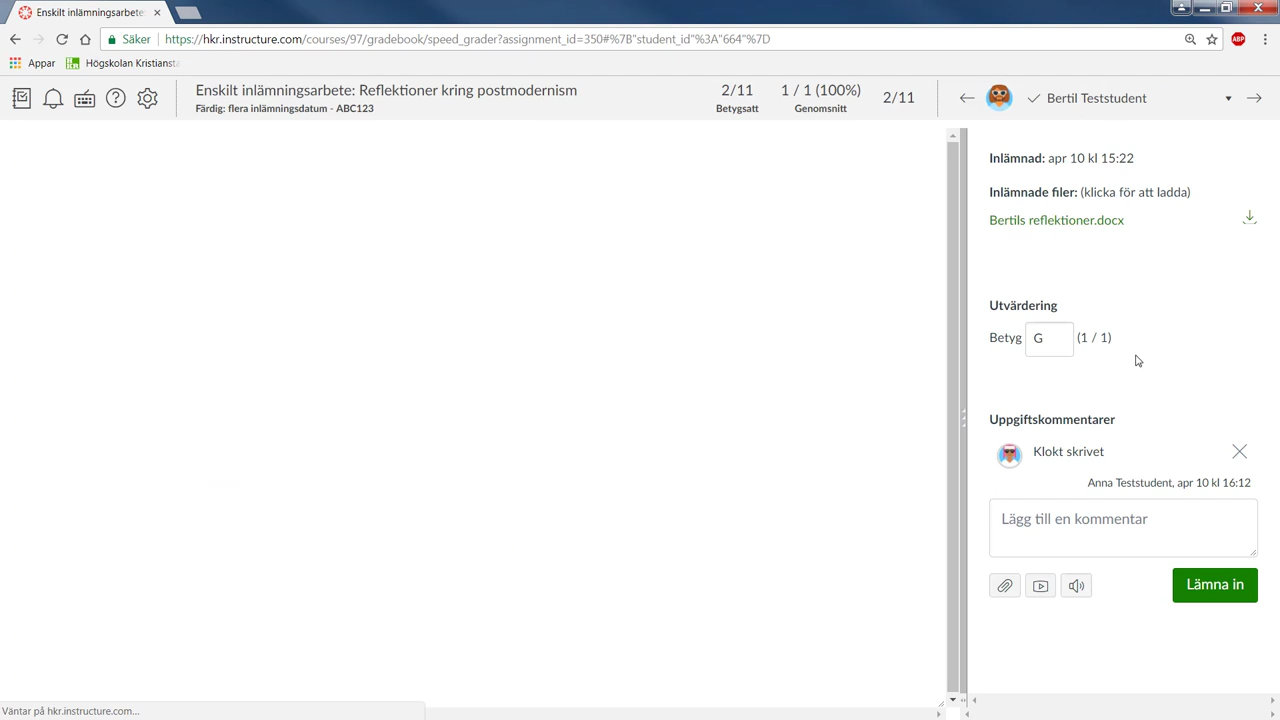 Enskilt inlämningsarbete:
Säker
https://hkr.instructure.com/courses/97/gradebook/speed_grader?assignment_id=350#%7B"student_id"%3A"664"%7D
ABP
Appar
Högskolan Kristiansta
Enskilt inlämningsarbete: Reflektioner kring postmodernism
Färdig: flera inlämningsdatum - ABC123
2/11
Betygsatt
1 / 1 (100%)
Genomsnitt
2/11
Bertil Teststudent
Inlämnad: apr 10 kl 15:22
Inlämnade filer: (klicka för att ladda)
Bertils reflektioner.docx
Utvärdering
Betyg G (1 / 1)
Uppgiftskommentarer
Klokt skrivet
Anna Teststudent, apr 10 kl 16:12
Lägg till en kommentar
Lämna in
Väntar på hkr.instructure.com...